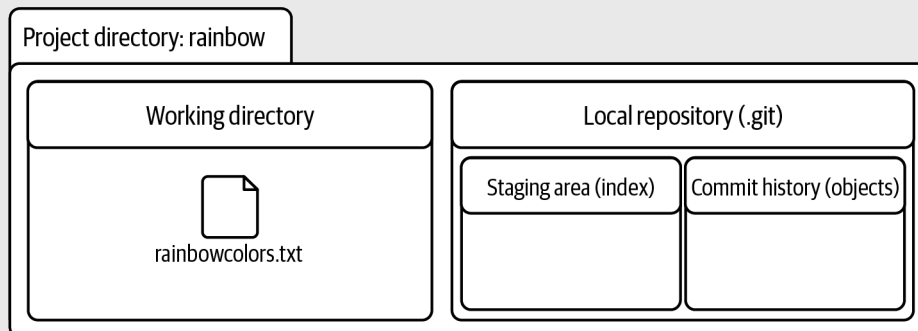 Project directory: rainbow
Working directory
Local repository (.git)
Staging area (index)
Commit history (objects)
rainbowcolors.txt